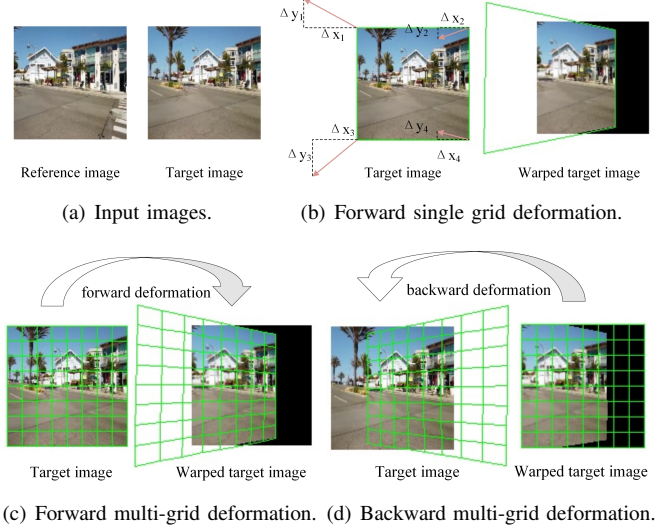 Δ y₁
Δ x₁
Δ x₂
Δ y₂
Δ x₃
Δ y₄
Δ y₃
Δ x₄
Reference image
Target image
Target image
Warped target image
(a) Input images.
(b) Forward single grid deformation.
forward deformation
backward deformation
Target image
Warped target image
Target image
Warped target image
(c) Forward multi-grid deformation.
(d) Backward multi-grid deformation.